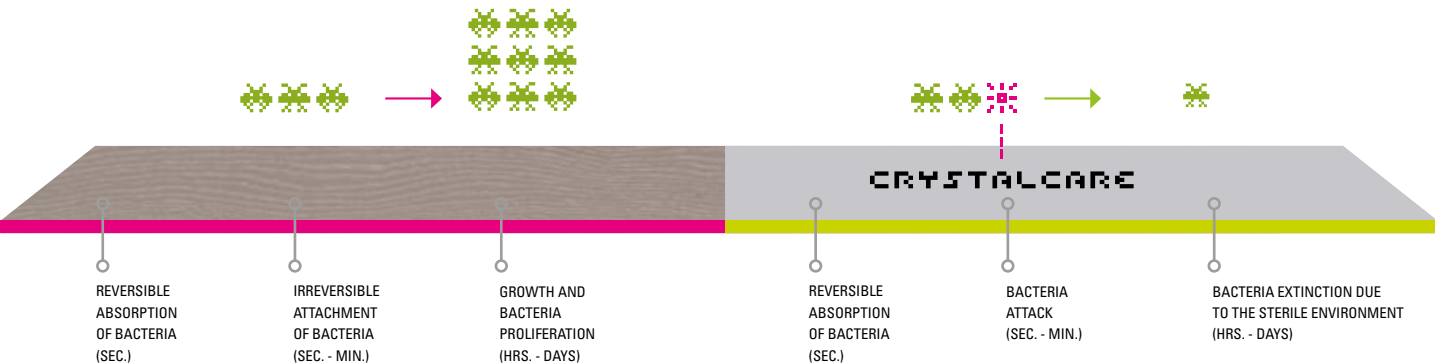 CRYSTALCARE
REVERSIBLE
ABSORPTION
OF BACTERIA
(SEC.)
IRREVERSIBLE
ATTACHMENT
OF BACTERIA
(SEC. - MIN.)
GROWTH AND
BACTERIA
PROLIFERATION
(HRS. - DAYS)
REVERSIBLE
ABSORPTION
OF BACTERIA
(SEC.)
BACTERIA
ATTACK
(SEC. - MIN.)
BACTERIA EXTINCTION DUE
TO THE STERILE ENVIRONMENT
(HRS. - DAYS)